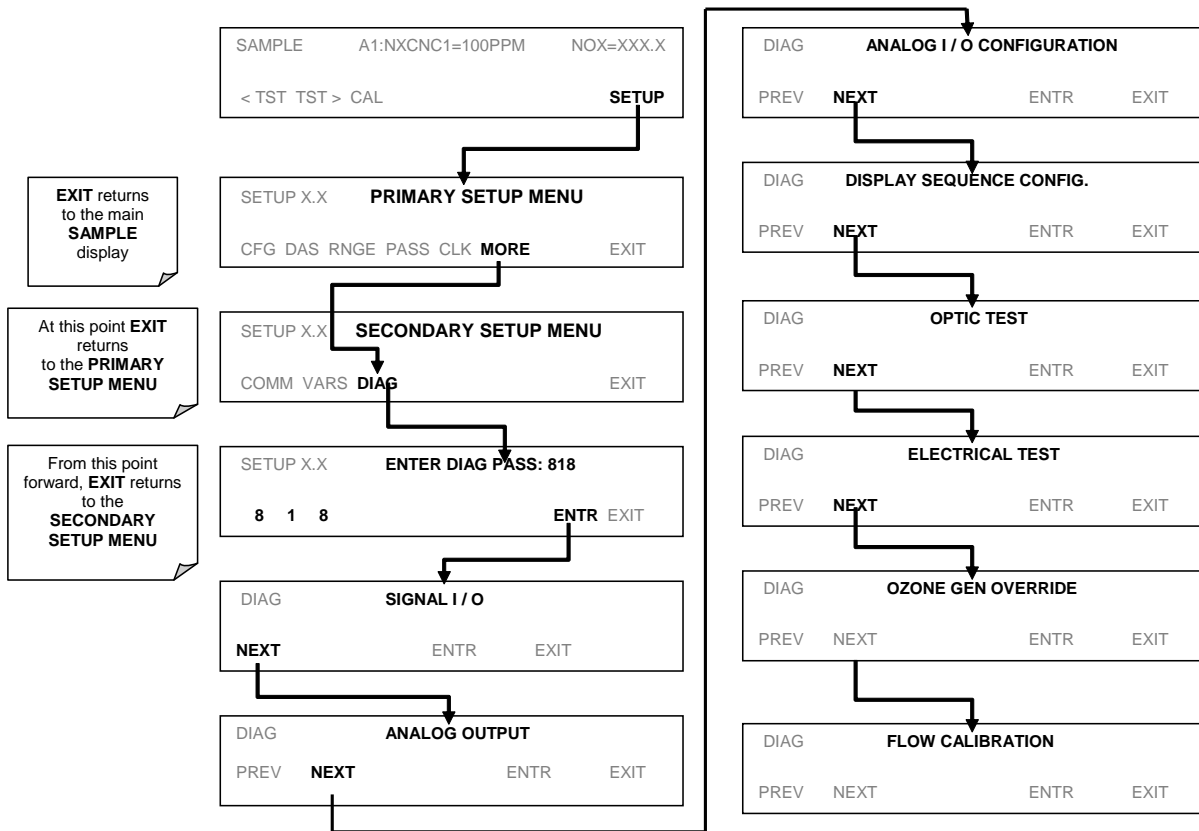 SAMPLE A1:NXCNC1=100PPM NOX=XXX.X
< TST TST > CAL SETUP
EXIT returns
to the main
SAMPLE
display
SETUP X.X PRIMARY SETUP MENU
CFG DAS RNGE PASS CLK MORE EXIT
At this point EXIT
returns
to the PRIMARY
SETUP MENU
SETUP X.X SECONDARY SETUP MENU
COMM VARS DIAG EXIT
From this point
forward, EXIT returns
to the
SECONDARY
SETUP MENU
SETUP X.X ENTER DIAG PASS: 818
8 1 8 ENTR EXIT
DIAG SIGNAL I / O
NEXT ENTR EXIT
DIAG ANALOG OUTPUT
PREV NEXT ENTR EXIT
DIAG ANALOG I / O CONFIGURATION
PREV NEXT ENTR EXIT
DIAG DISPLAY SEQUENCE CONFIG.
PREV NEXT ENTR EXIT
DIAG OPTIC TEST
PREV NEXT ENTR EXIT
DIAG ELECTRICAL TEST
PREV NEXT ENTR EXIT
DIAG OZONE GEN OVERRIDE
PREV NEXT ENTR EXIT
DIAG FLOW CALIBRATION
PREV NEXT ENTR EXIT